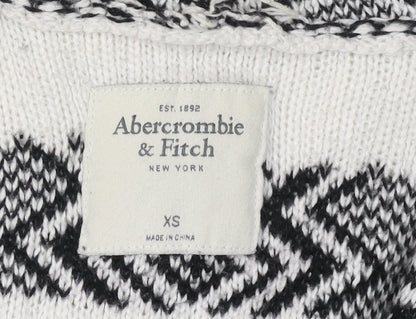 EST. 1892
Abercrombie
& Fitch
NEW YORK
XS
MADE IN CHINA